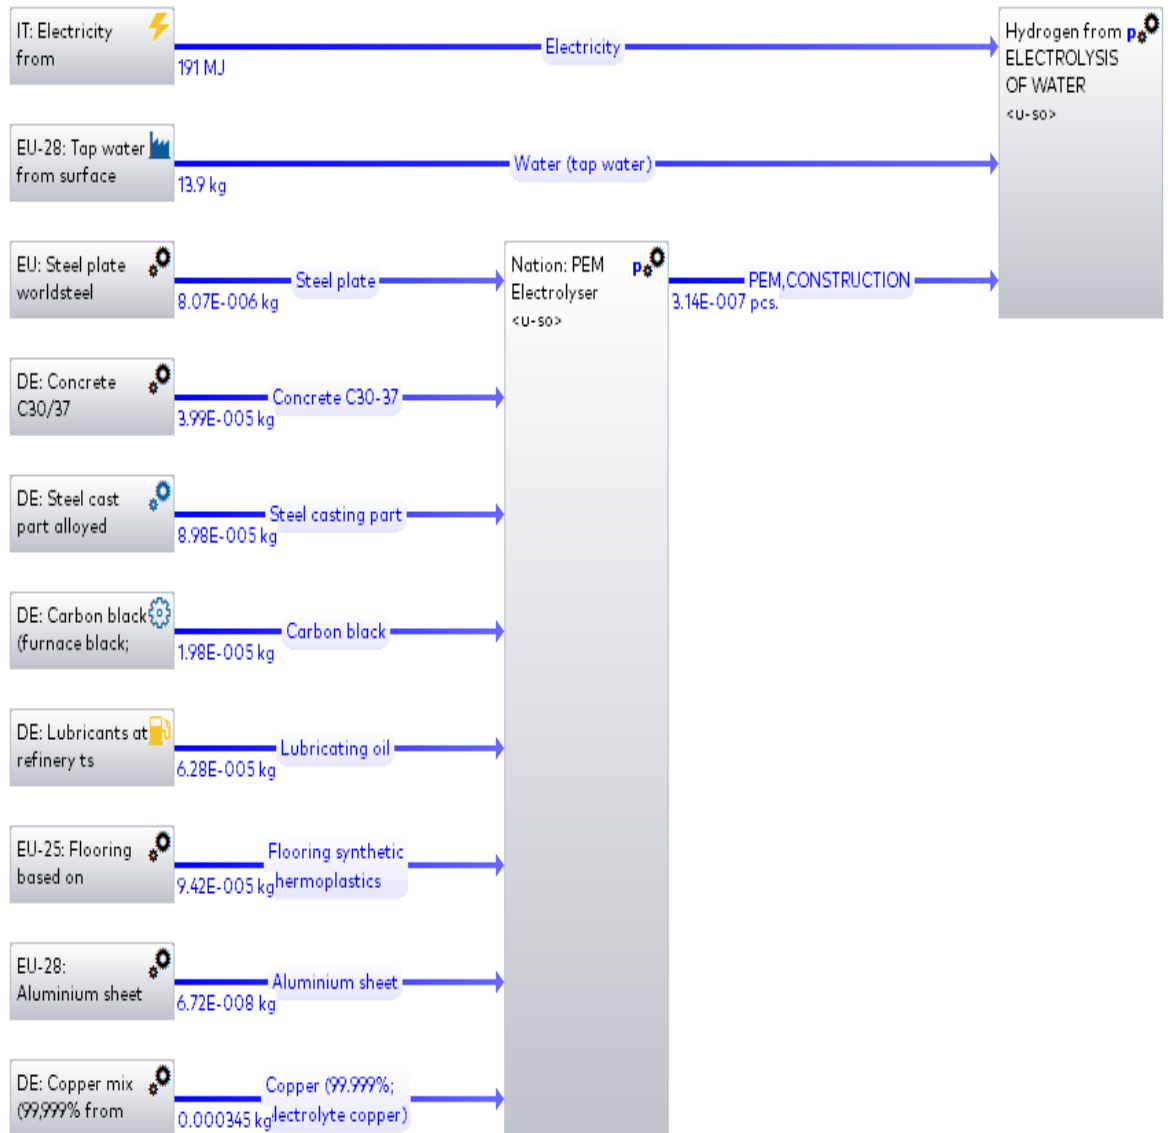 IT: Electricity
from
191 MJ
Electricity
Hydrogen from p
ELECTROLYSIS
OF WATER
<u-so>
EU-28: Tap water
from surface
13.9 kg
Water (tap water)
EU: Steel plate
worldsteel
8.07E-006 kg
Steel plate
Nation: PEM p
Electrolyser
<u-so>
3.14E-007 pcs.
PEM,CONSTRUCTION
DE: Concrete
C30/37
3.99E-005 kg
Concrete C30-37
DE: Steel cast
part alloyed
8.98E-005 kg
Steel casting part
DE: Carbon black
(furnace black;
1.98E-005 kg
Carbon black
DE: Lubricants at
refinery ts
6.28E-005 kg
Lubricating oil
EU-25: Flooring
based on
9.42E-005 kg
Flooring synthetic
hermoplastics
EU-28:
Aluminium sheet
6.72E-008 kg
Aluminium sheet
DE: Copper mix
(99,999% from
0.000345 kg
Copper (99.999%;
lectrolyte copper)